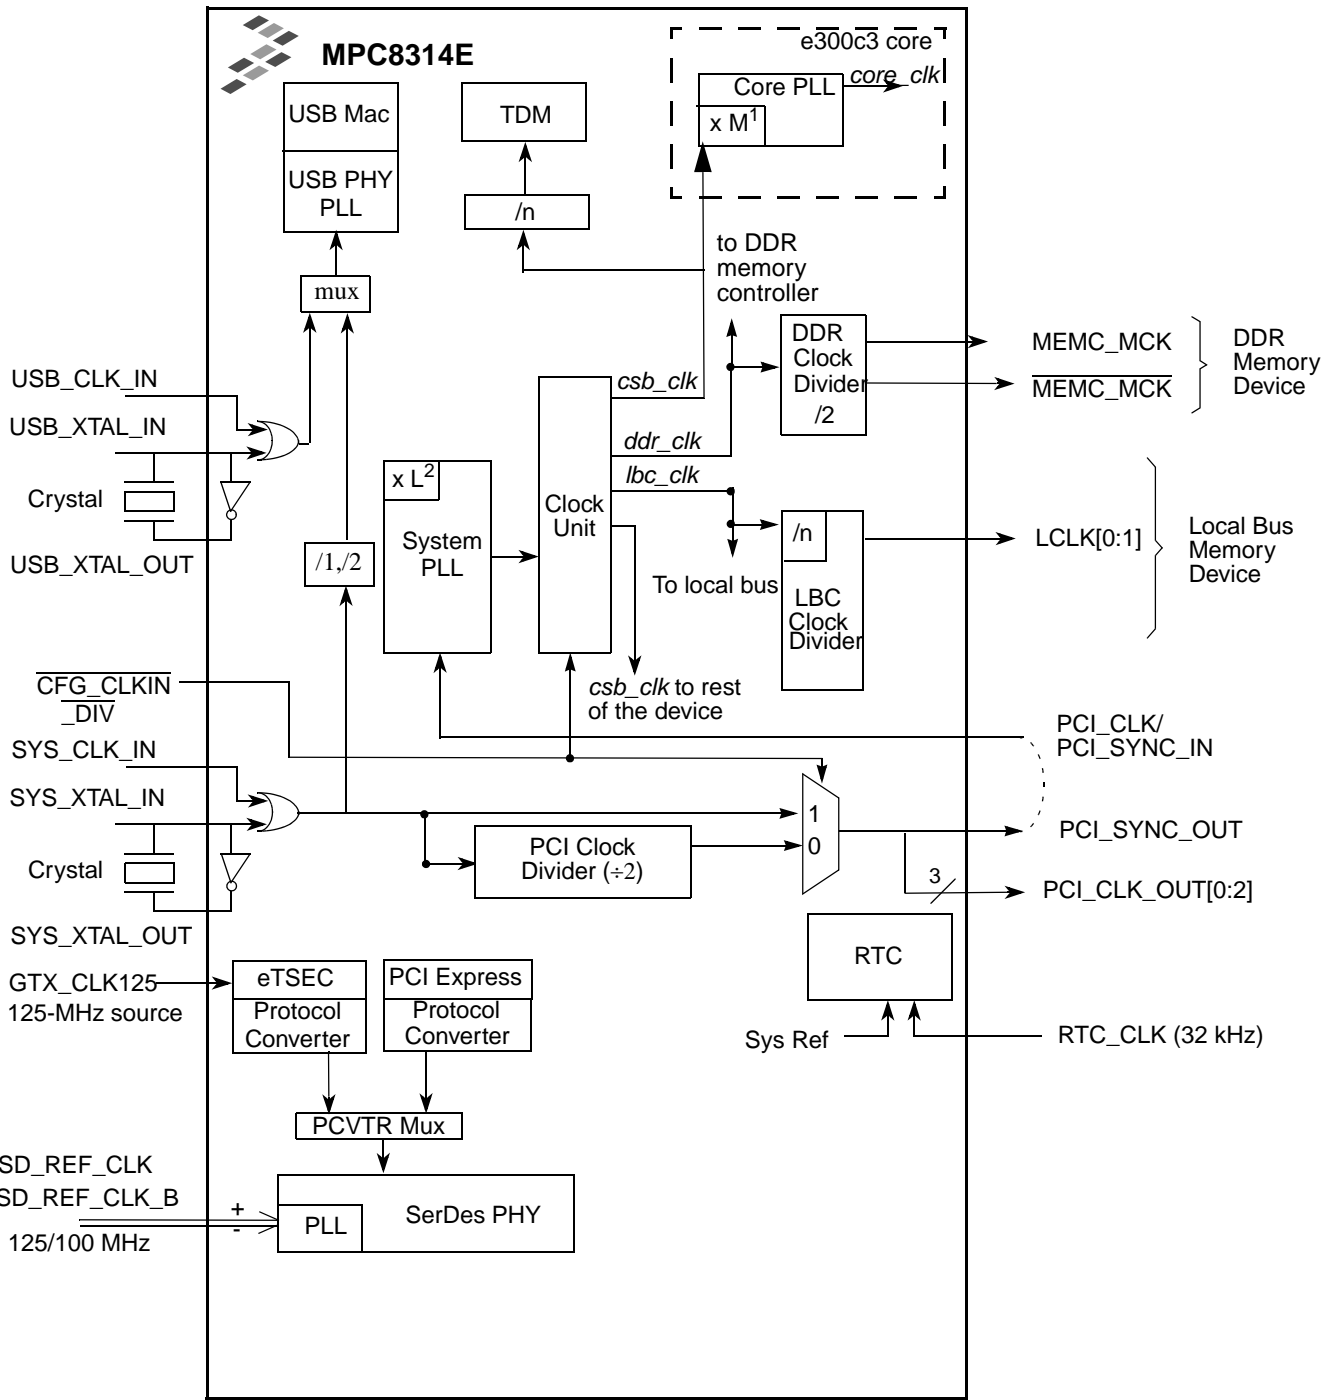 MPC8314E
e300c3 core
Core PLL
core_clk
x M1
USB Mac
USB PHY
PLL
TDM
/n
mux
to DDR
memory
controller
DDR
Clock
Divider
/2
MEMC_MCK
MEMC_MCK
DDR
Memory
Device
USB_CLK_IN
USB_XTAL_IN
Crystal
USB_XTAL_OUT
csb_clk
ddr_clk
lbc_clk
x L2
System
PLL
Clock
Unit
/1,/2
To local bus
/n
LBC
Clock
Divider
LCLK[0:1]
Local Bus
Memory
Device
csb_clk to rest
of the device
CFG_CLKIN
_DIV
SYS_CLK_IN
SYS_XTAL_IN
Crystal
SYS_XTAL_OUT
PCI_CLK/
PCI_SYNC_IN
1
0
PCI Clock
Divider (÷2)
PCI_SYNC_OUT
3
PCI_CLK_OUT[0:2]
RTC
Sys Ref
RTC_CLK (32 kHz)
GTX_CLK125
125-MHz source
eTSEC
Protocol
Converter
PCI Express
Protocol
Converter
PCVTR Mux
SD_REF_CLK
SD_REF_CLK_B
+
-
125/100 MHz
PLL
SerDes PHY